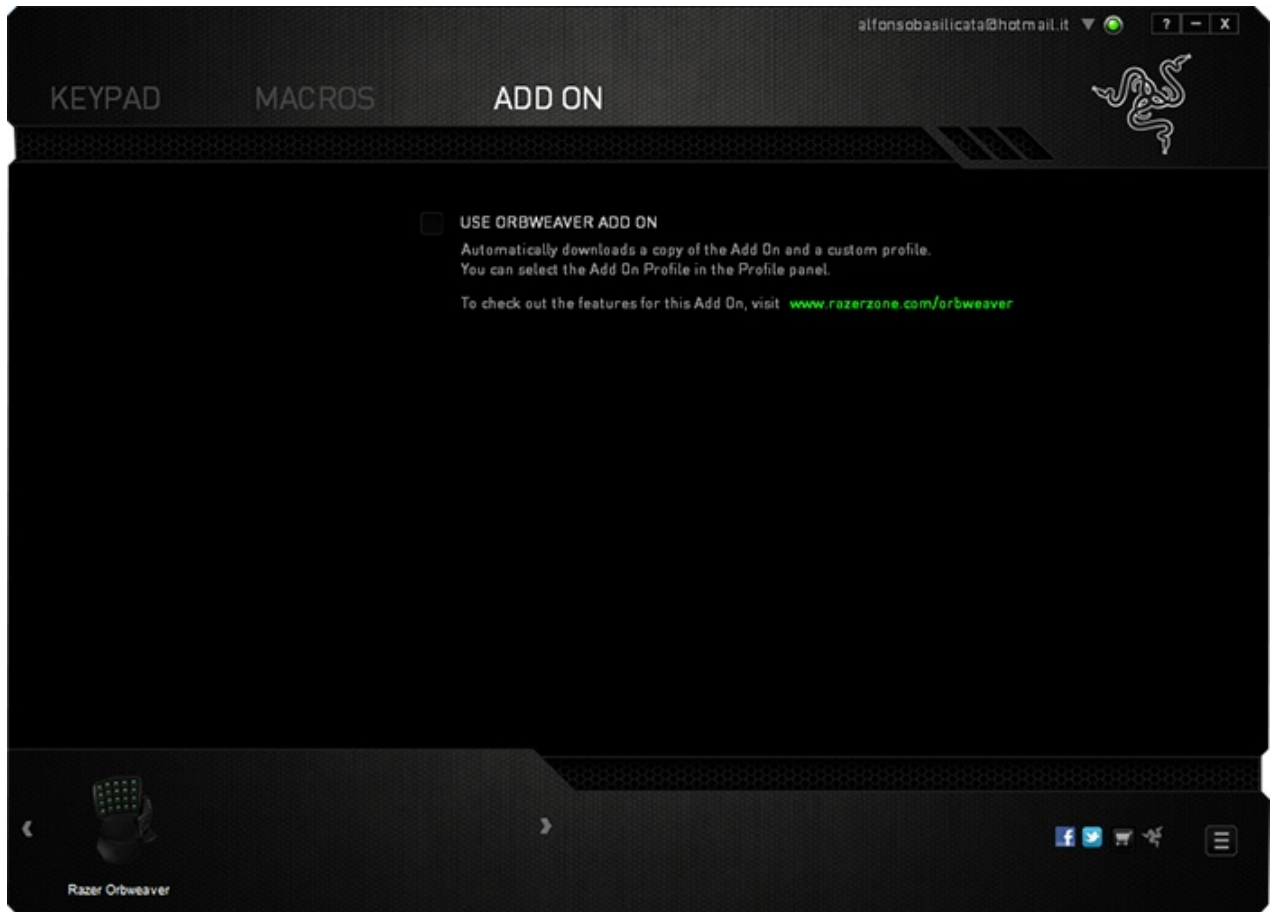 alfonsobasilicata@hotmail.it
? – X
KEYPAD MACROS ADD ON
USE ORBWEAVER ADD ON
Automatically downloads a copy of the Add On and a custom profile.
You can select the Add On Profile in the Profile panel.
To check out the features for this Add On, visit www.razerzone.com/orbweaver
Razer Orbweaver